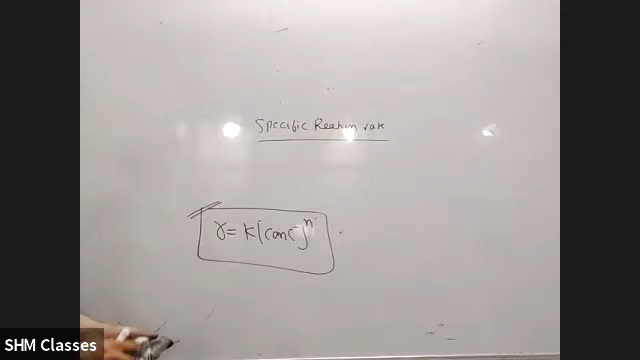 Specific Reation rate
r = K[conc]^n
SHM Classes